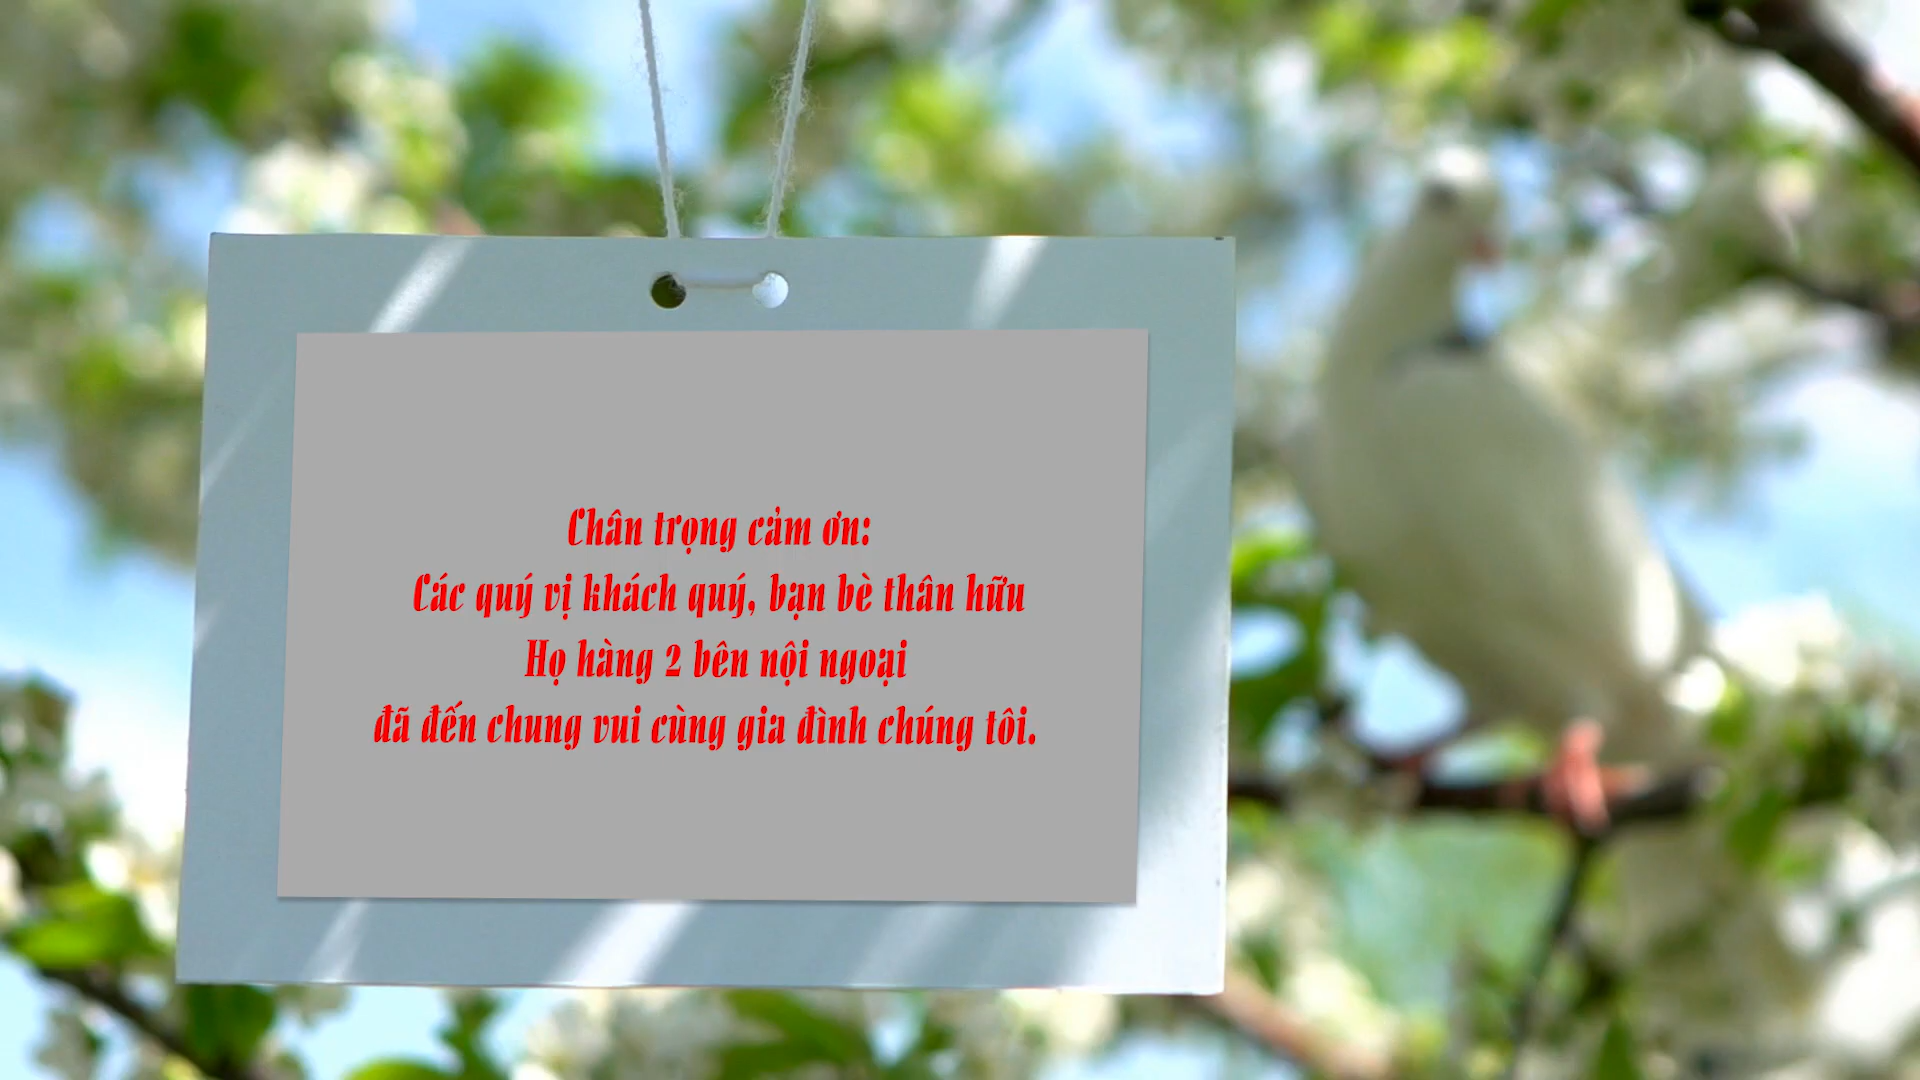 Chân trọng cảm ơn:
Các quý vị khách quý, bạn bè thân hữu
Họ hàng 2 bên nội ngoại
đã đến chung vui cùng gia đình chúng tôi.